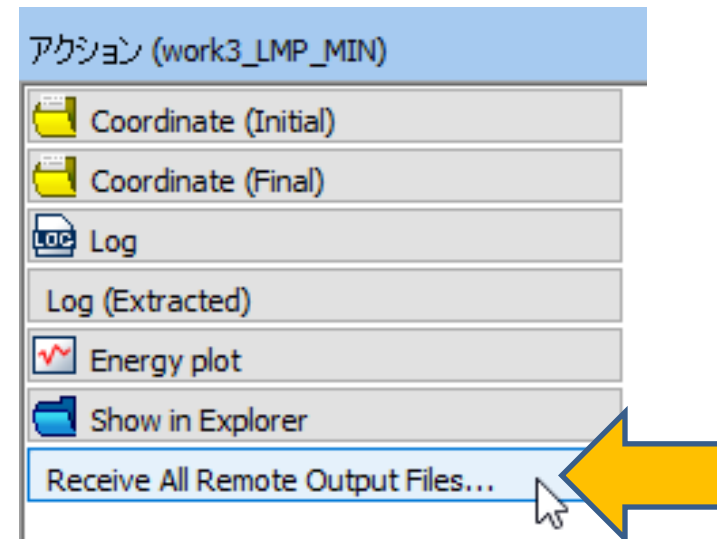 アクション (work3_LMP_MIN)
Coordinate (Initial)
Coordinate (Final)
LOG Log
Log (Extracted)
Energy plot
Show in Explorer
Receive All Remote Output Files...